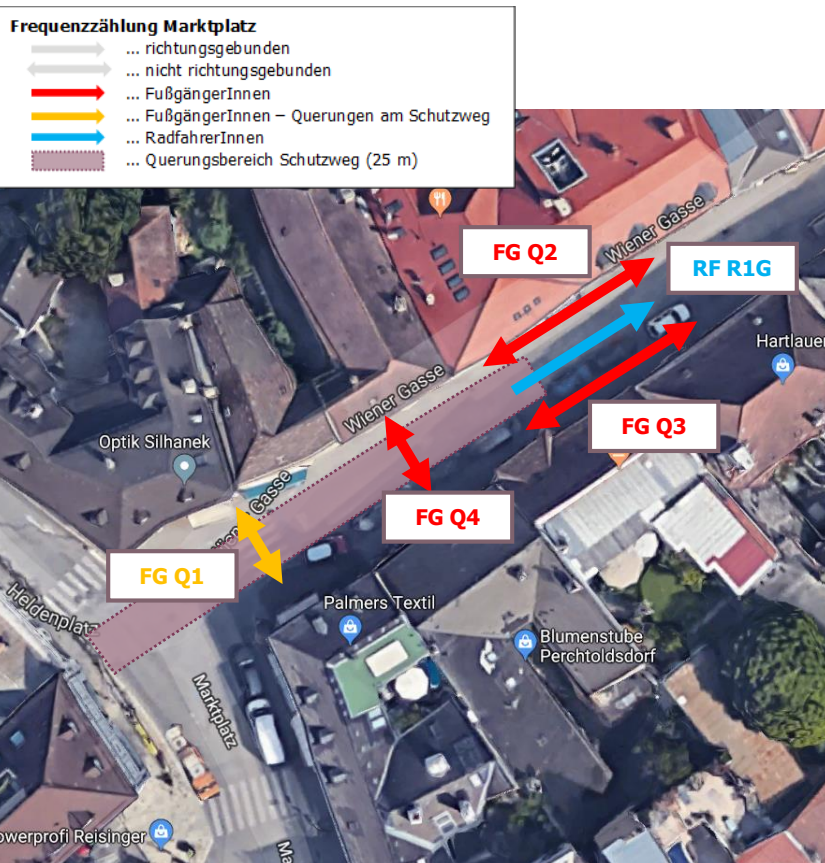 Frequenzzählung Marktplatz
... richtungsgebunden
... nicht richtungsgebunden
... FußgängerInnen
... FußgängerInnen – Querungen am Schutzweg
... RadfahrerInnen
... Querungsbereich Schutzweg (25 m)
Wiener Gasse
FG Q2
RF R1G
Hartlauer
Wiener Gasse
FG Q3
Optik Silhanek
Gasse
FG Q4
FG Q1
Heldenplatz
Palmers Textil
Blumenstube
Perchtoldsdorf
Marktplatz
owerprofi Reisinger
Ma